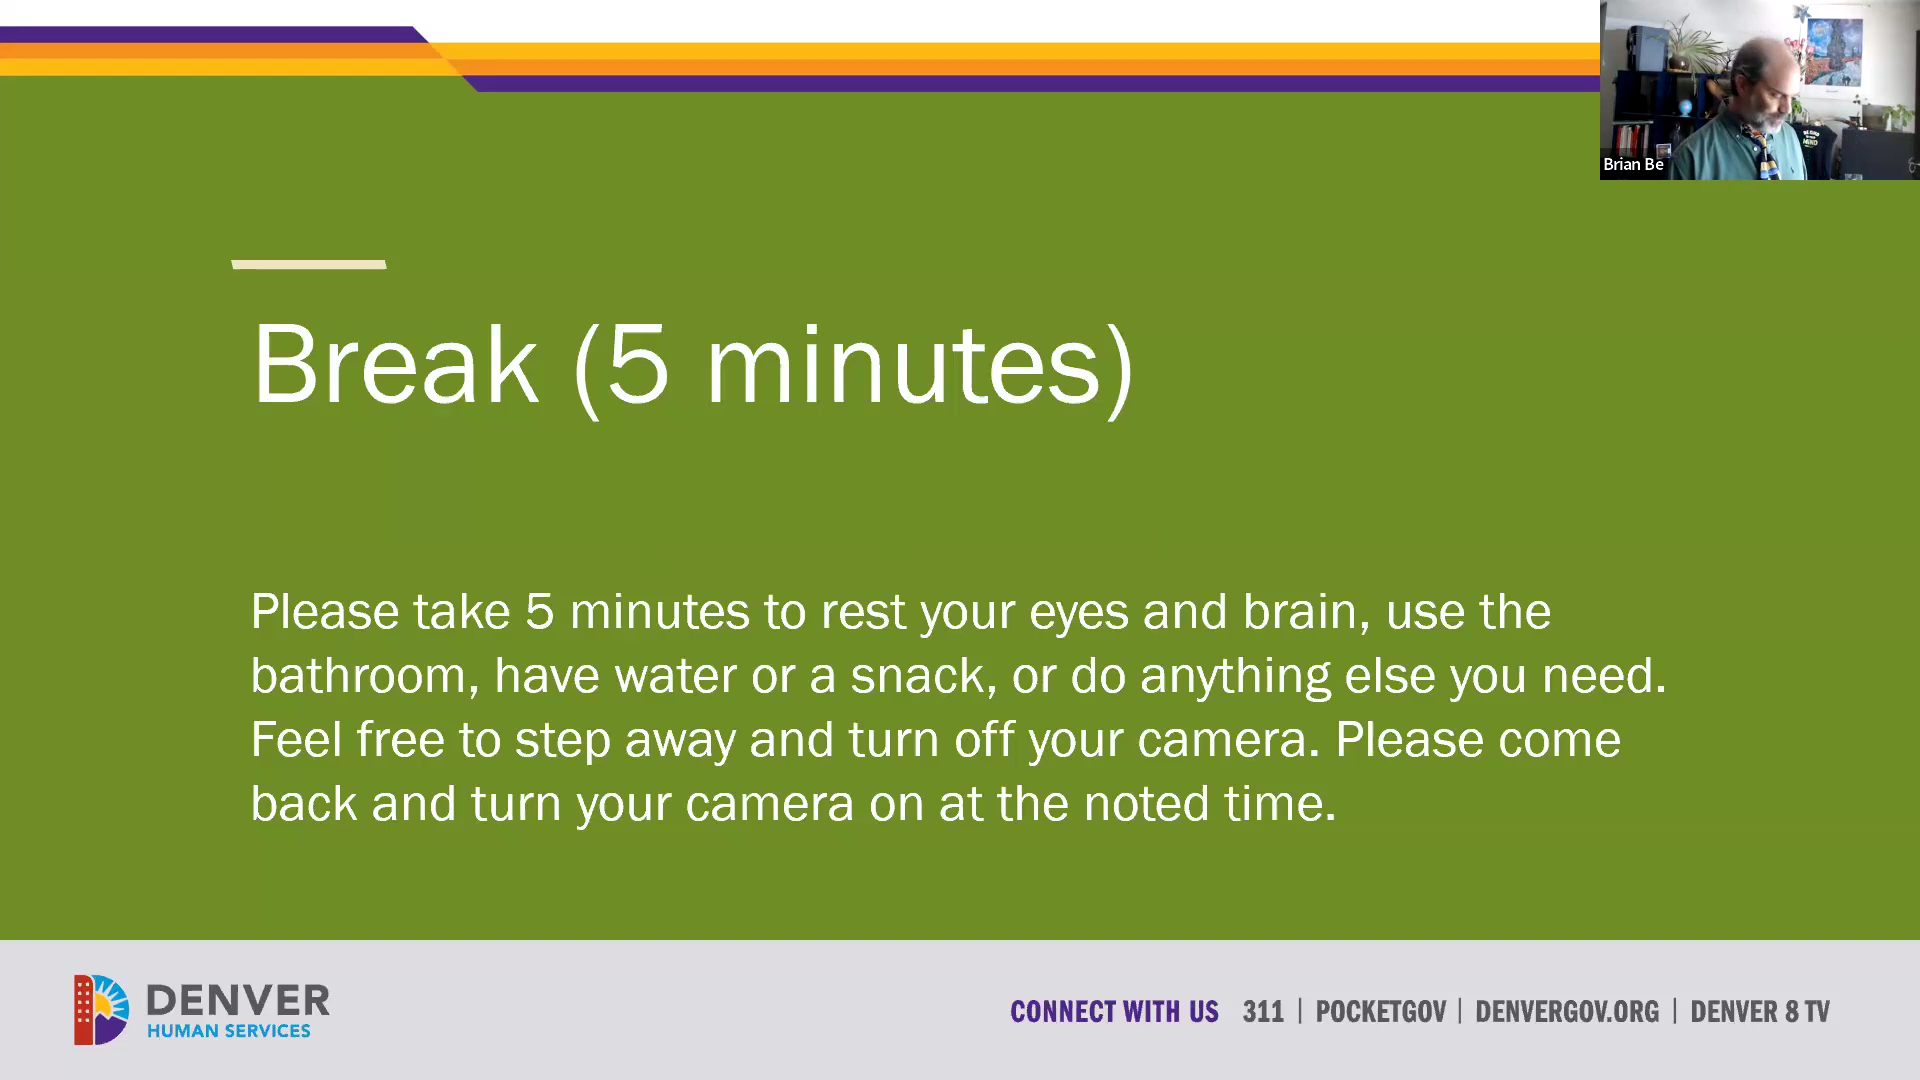 Brian Be
Break (5 minutes)
Please take 5 minutes to rest your eyes and brain, use the
bathroom, have water or a snack, or do anything else you need.
Feel free to step away and turn off your camera. Please come
back and turn your camera on at the noted time.
DENVER
HUMAN SERVICES
CONNECT WITH US 311 | POCKETGOV | DENVERGOV.ORG | DENVER 8 TV